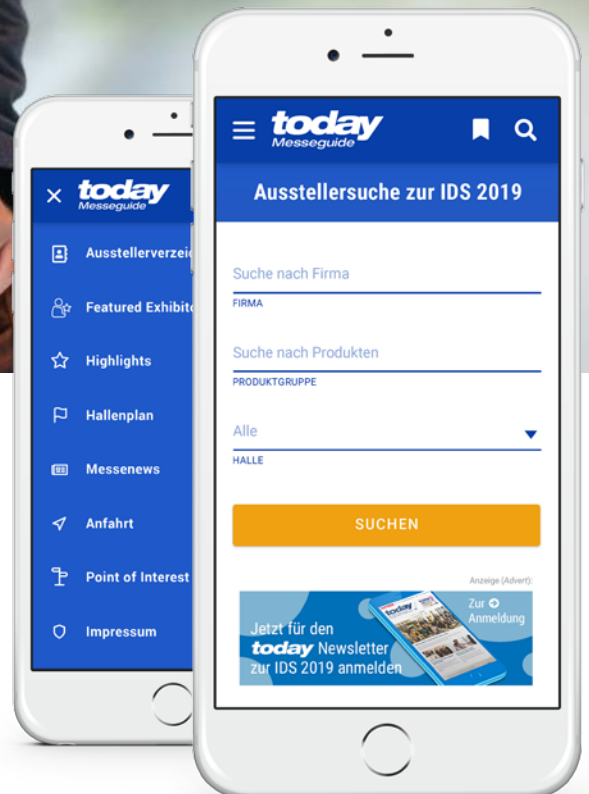 today
Messeguide
Ausstellerverzei
Featured Exhibito
Highlights
Hallenplan
Messenews
Anfahrt
Point of Interest
Impressum
today
Messeguide
Ausstellersuche zur IDS 2019
Suche nach Firma
FIRMA
Suche nach Produkten
PRODUKTGRUPPE
Alle
HALLE
SUCHEN
Anzeige (Advert):
Jetzt für den
today Newsletter
zur IDS 2019 anmelden
today
Zur
Anmeldung